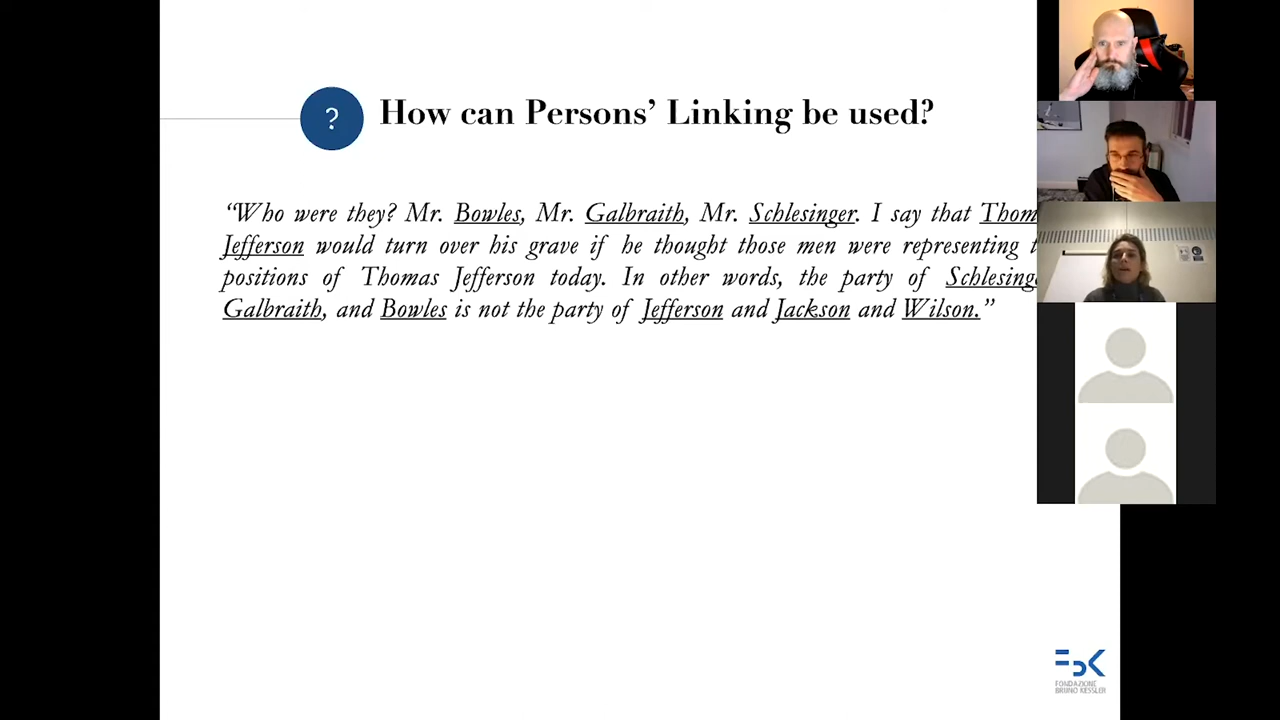 ?
How can Persons’ Linking be used?
“Who were they? Mr. Bowles, Mr. Galbraith, Mr. Schlesinger. I say that
Jefferson would turn over his grave if he thought those men were representing
positions of Thomas Jefferson today. In other words, the party of
Galbraith, and Bowles is not the party of Jefferson and Jackson and Wilson.”
FONDAZIONE
BRUNO KESSLER